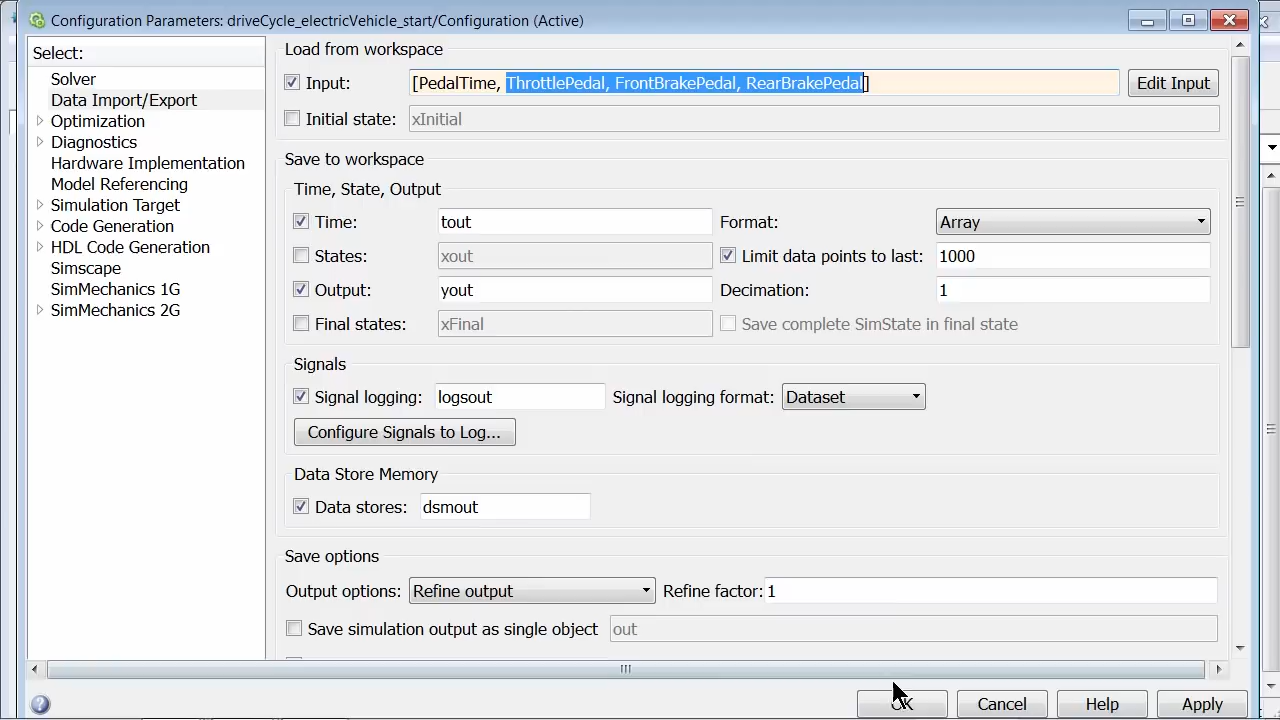 Configuration Parameters: driveCycle_electricVehicle_start/Configuration (Active)
Select:
Solver
Data Import/Export
Optimization
Diagnostics
Hardware Implementation
Model Referencing
Simulation Target
Code Generation
HDL Code Generation
Simscape
SimMechanics 1G
SimMechanics 2G
Load from workspace
Input: [PedalTime, ThrottlePedal, FrontBrakePedal, RearBrakePedal] Edit Input
Initial state: xInitial
Save to workspace
Time, State, Output
Time: tout Format: Array
States: xout Limit data points to last: 1000
Output: yout Decimation: 1
Final states: xFinal Save complete SimState in final state
Signals
Signal logging: logsout Signal logging format: Dataset
Configure Signals to Log...
Data Store Memory
Data stores: dsmout
Save options
Output options: Refine output Refine factor: 1
Save simulation output as single object out
OK Cancel Help Apply